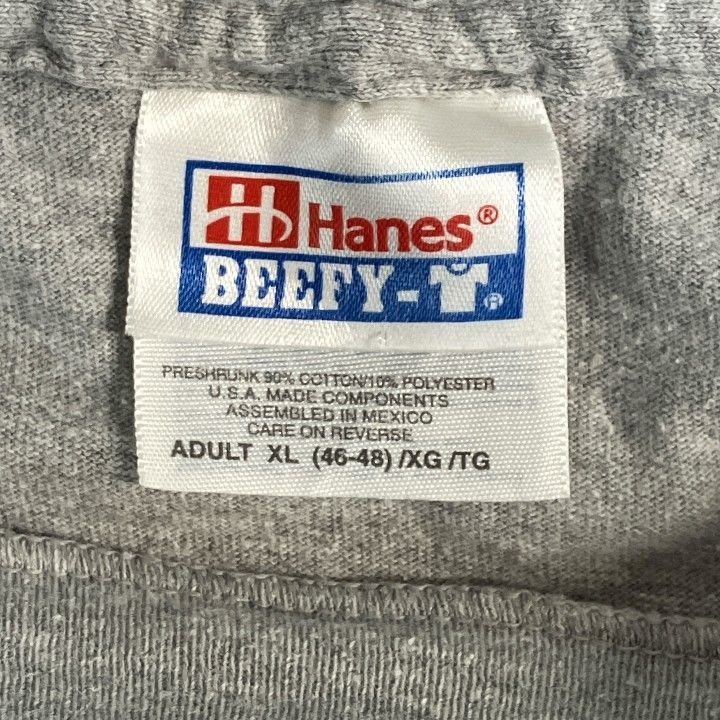 H Hanes®
BEEFY-T®
PRESHRUNK 90% COTTON/10% POLYESTER
U.S.A. MADE COMPONENTS
ASSEMBLED IN MEXICO
CARE ON REVERSE
ADULT XL (46-48) /XG /TG